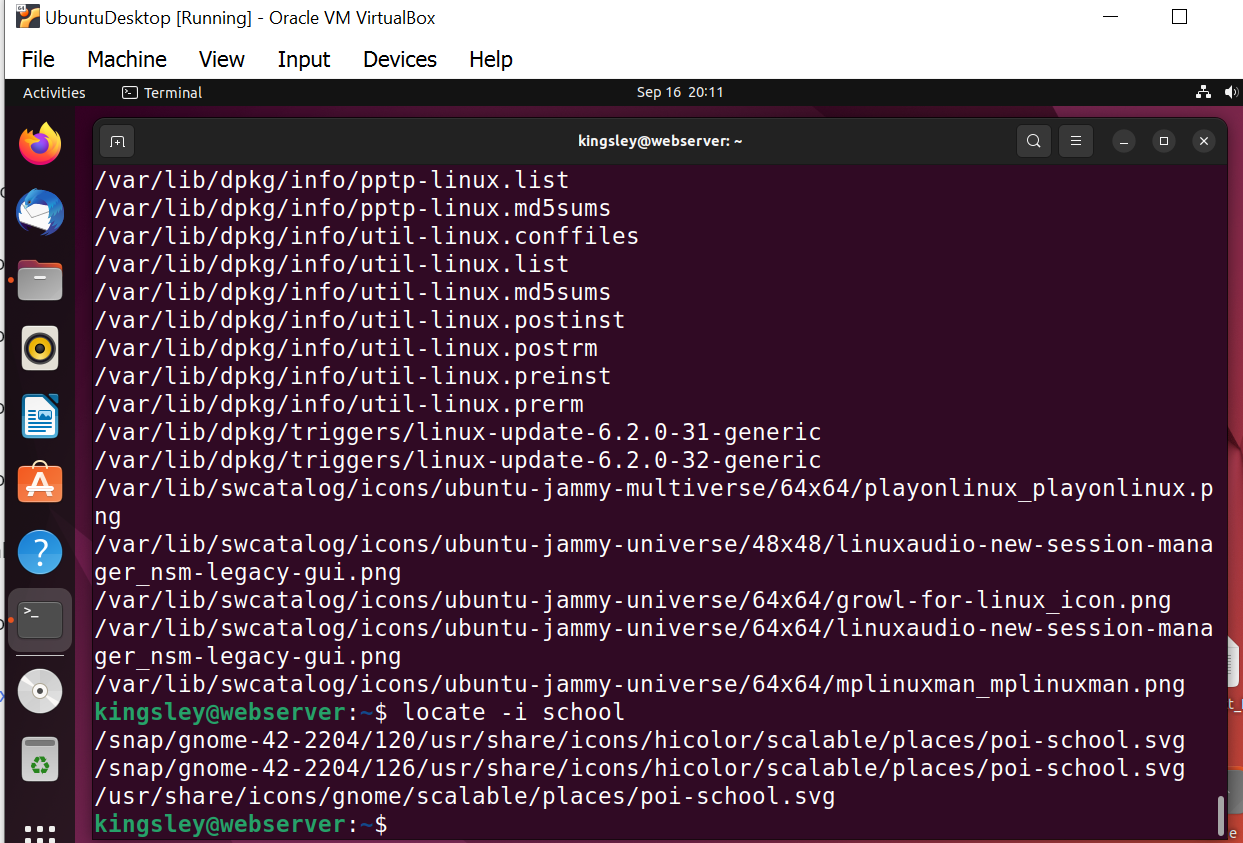 UbuntuDesktop [Running] - Oracle VM VirtualBox
File Machine View Input Devices Help
Activities Terminal Sep 16 20:11
kingsley@webserver: ~
/var/lib/dpkg/info/pptp-linux.list
/var/lib/dpkg/info/pptp-linux.md5sums
/var/lib/dpkg/info/util-linux.conffiles
/var/lib/dpkg/info/util-linux.list
/var/lib/dpkg/info/util-linux.md5sums
/var/lib/dpkg/info/util-linux.postinst
/var/lib/dpkg/info/util-linux.postrm
/var/lib/dpkg/info/util-linux.preinst
/var/lib/dpkg/info/util-linux.prerm
/var/lib/dpkg/triggers/linux-update-6.2.0-31-generic
/var/lib/dpkg/triggers/linux-update-6.2.0-32-generic
/var/lib/swcatalog/icons/ubuntu-jammy-multiverse/64x64/playonlinux_playonlinux.p
ng
/var/lib/swcatalog/icons/ubuntu-jammy-universe/48x48/linuxaudio-new-session-mana
ger_nsm-legacy-gui.png
/var/lib/swcatalog/icons/ubuntu-jammy-universe/64x64/growl-for-linux_icon.png
/var/lib/swcatalog/icons/ubuntu-jammy-universe/64x64/linuxaudio-new-session-mana
ger_nsm-legacy-gui.png
/var/lib/swcatalog/icons/ubuntu-jammy-universe/64x64/mplinuxman_mplinuxman.png
kingsley@webserver:~$ locate -i school
/snap/gnome-42-2204/120/usr/share/icons/hicolor/scalable/places/poi-school.svg
/snap/gnome-42-2204/126/usr/share/icons/hicolor/scalable/places/poi-school.svg
/usr/share/icons/gnome/scalable/places/poi-school.svg
kingsley@webserver:~$